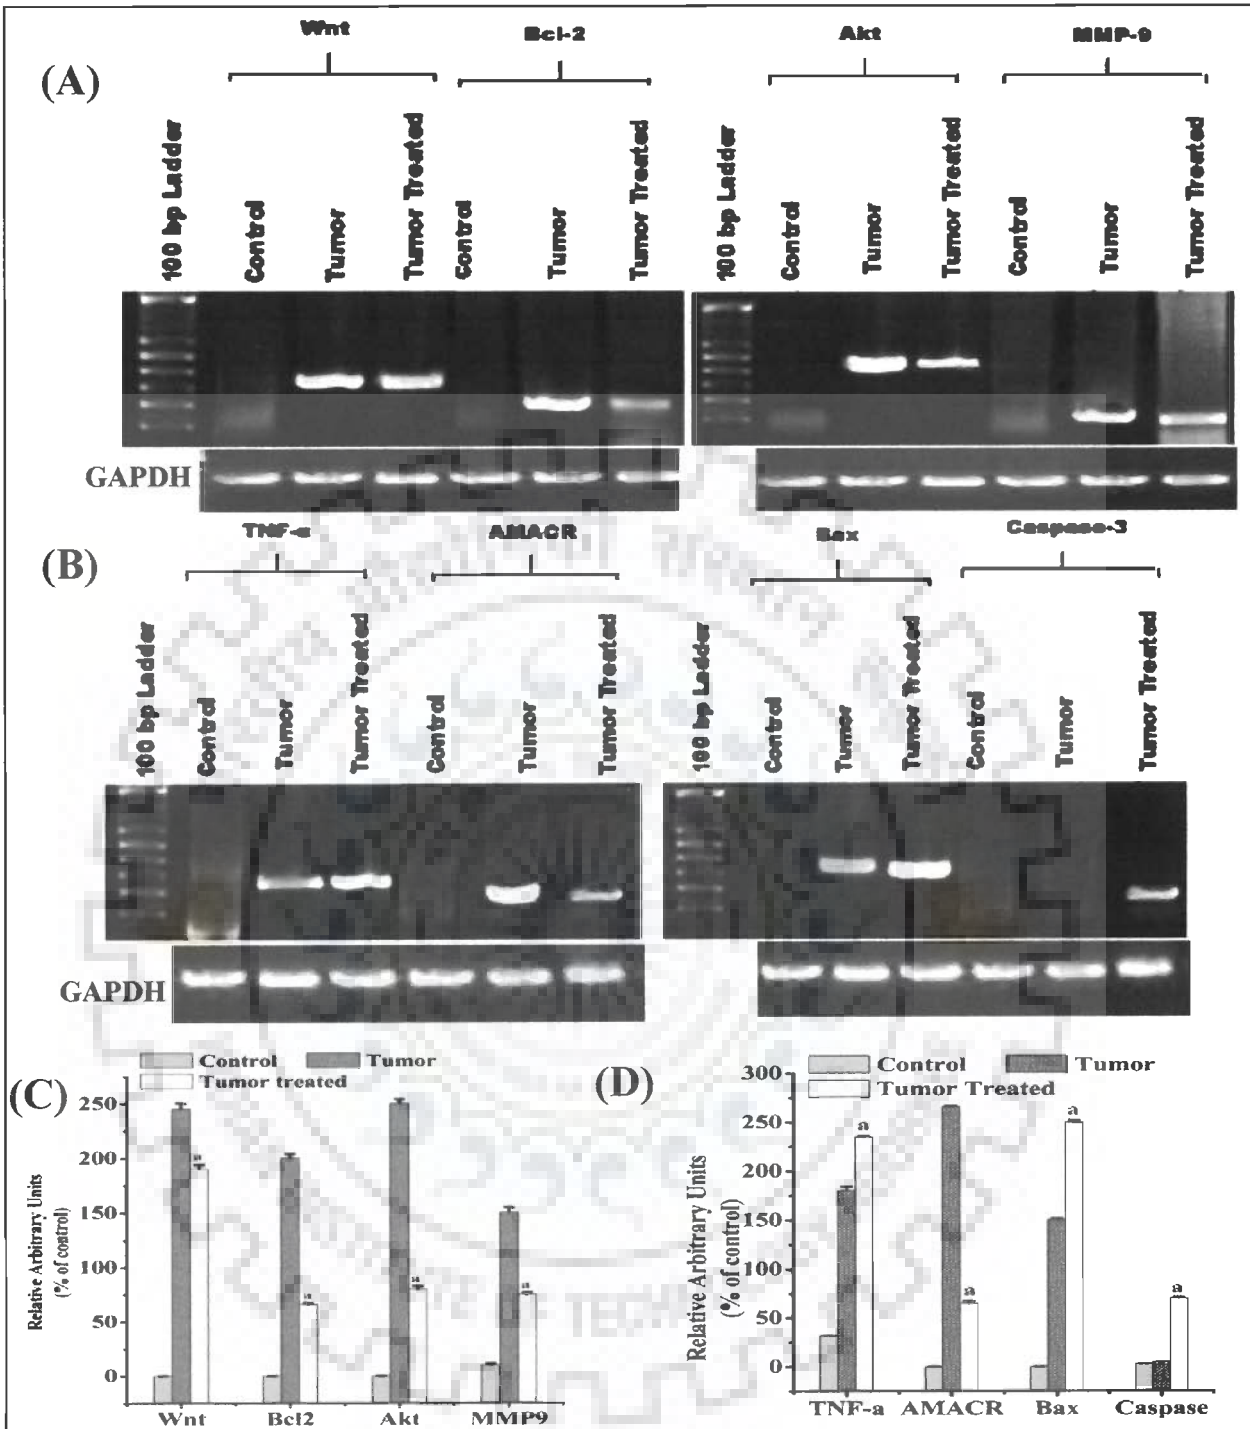 Wnt Bcl-2 Akt MMP-9
(A)
100 bp Ladder Control Tumor Tumor Treated Control Tumor Tumor Treated 100 bp Ladder Control Tumor Tumor Treated Control Tumor Tumor Treated
GAPDH
TNF-α AMACR Bax Caspase-3
(B)
100 bp Ladder Control Tumor Tumor Treated Control Tumor Tumor Treated 100 bp Ladder Control Tumor Tumor Treated Control Tumor Tumor Treated
GAPDH
(C)
Control Tumor
Tumor treated
Relative Arbitrary Units
(% of control)
250
200
150
100
50
0
Wnt Bcl2 Akt MMP9
a a a a
(D)
Control Tumor
Tumor Treated
Relative Arbitrary Units
(% of control)
300
250
200
150
100
50
0
TNF-a AMACR Bax Caspase
a a a a